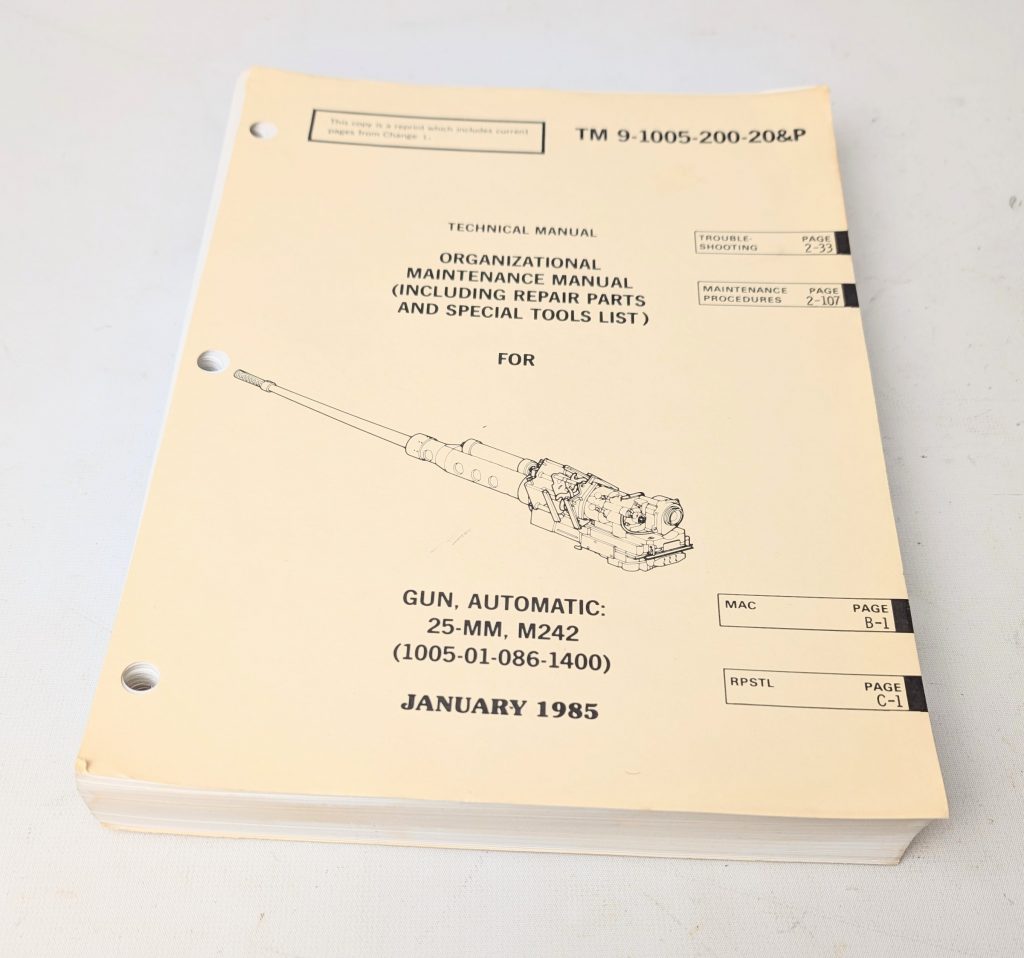 This copy is a reprint which includes current
pages from Change 1.
TM 9-1005-200-20&P
TECHNICAL MANUAL
ORGANIZATIONAL
MAINTENANCE MANUAL
(INCLUDING REPAIR PARTS
AND SPECIAL TOOLS LIST)
FOR
TROUBLE- PAGE
SHOOTING 2-33
MAINTENANCE PAGE
PROCEDURES 2-107
GUN, AUTOMATIC:
25-MM, M242
(1005-01-086-1400)
JANUARY 1985
MAC PAGE
B-1
RPSTL PAGE
C-1